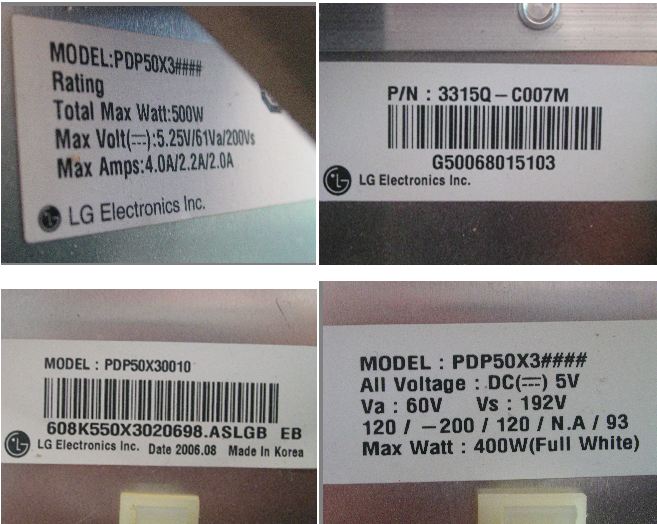 MODEL:PDP50X3####
Rating
Total Max Watt:500W
Max Volt(⎓):5.25V/61Va/200Vs
Max Amps:4.0A/2.2A/2.0A
LG Electronics Inc.
P/N : 3315Q-C007M
G50068015103
LG Electronics Inc.
MODEL : PDP50X30010
608K550X3020698.ASLGB EB
LG Electronics Inc. Date 2006.08 Made In Korea
MODEL : PDP50X3####
All Voltage : DC(⎓) 5V
Va : 60V Vs : 192V
120 / -200 / 120 / N.A / 93
Max Watt : 400W(Full White)